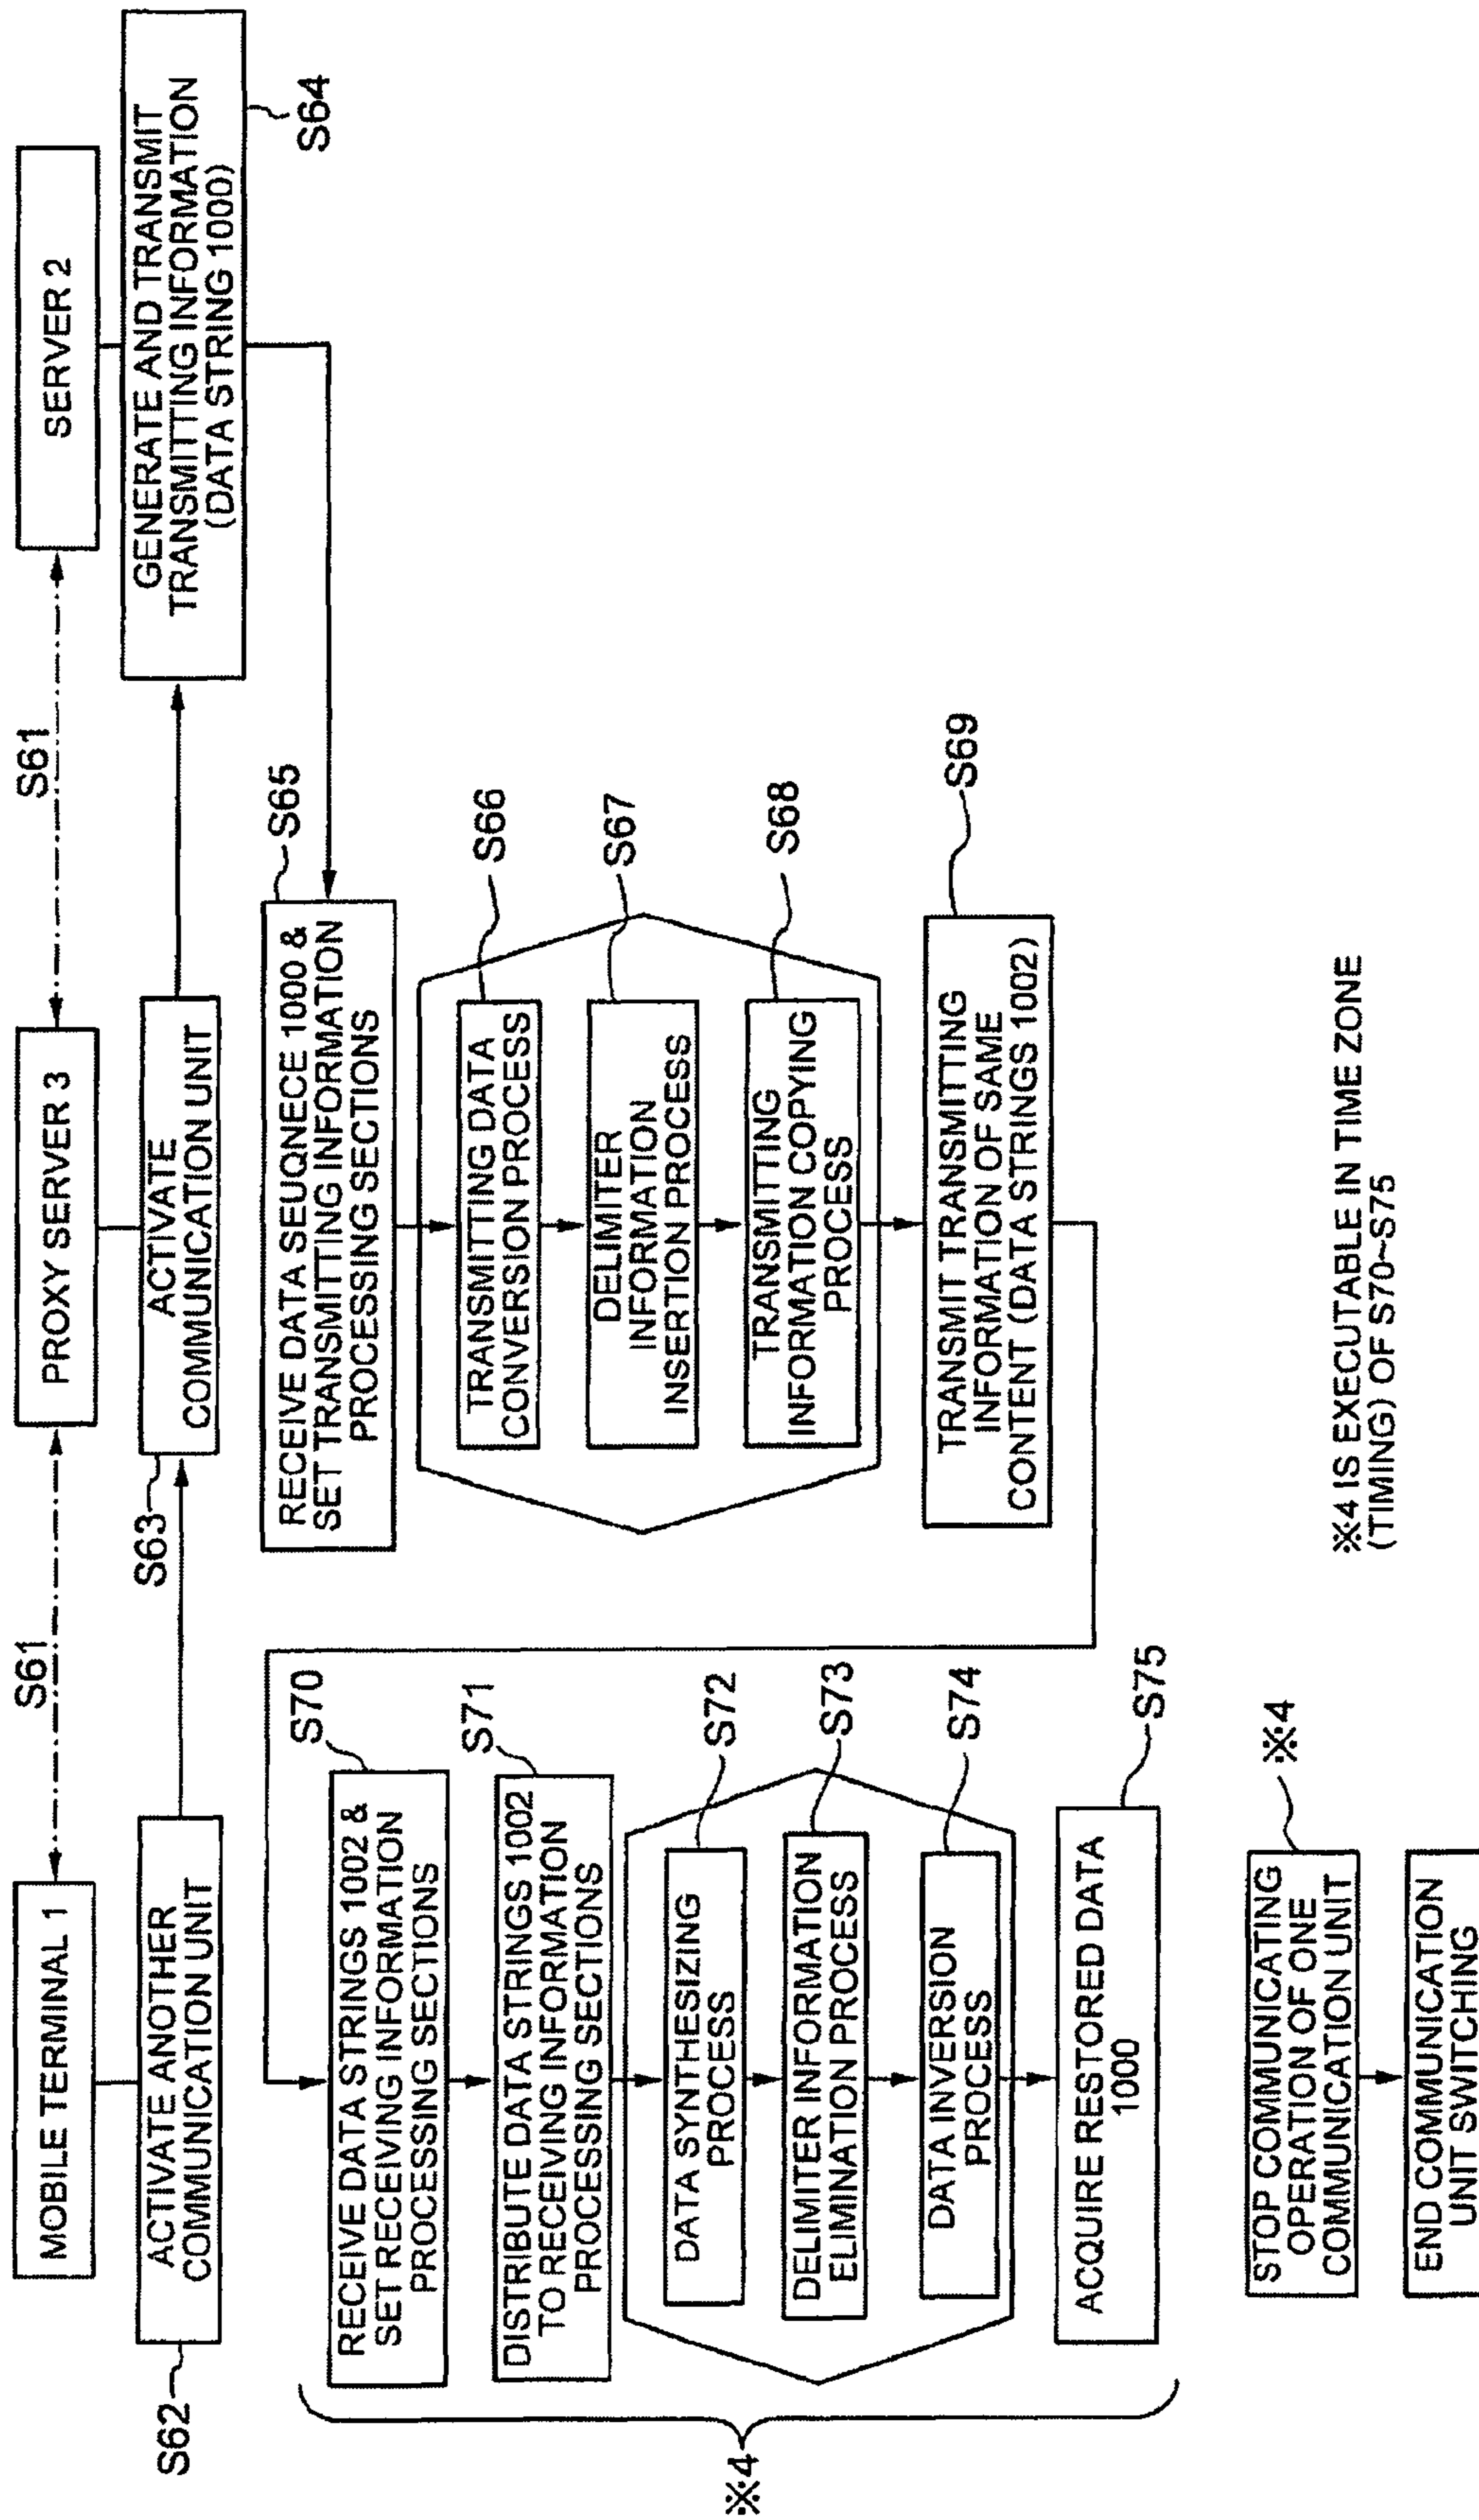 MOBILE TERMINAL 1
S61
PROXY SERVER 3
S61
SERVER 2
S62
ACTIVATE ANOTHER
COMMUNICATION UNIT
S63
ACTIVATE
COMMUNICATION UNIT
GENERATE AND TRANSMIT
TRANSMITTING INFORMATION
(DATA STRING 1000)
S64
RECEIVE DATA SEUQNECE 1000 &
SET TRANSMITTING INFORMATION
PROCESSING SECTIONS
S65
TRANSMITTING DATA
CONVERSION PROCESS
S66
DELIMITER
INFORMATION
INSERTION PROCESS
S67
TRANSMITTING
INFORMATION COPYING
PROCESS
S68
TRANSMIT TRANSMITTING
INFORMATION OF SAME
CONTENT (DATA STRINGS 1002)
S69
RECEIVE DATA STRINGS 1002 &
SET RECEIVING INFORMATION
PROCESSING SECTIONS
S70
DISTRIBUTE DATA STRINGS 1002
TO RECEIVING INFORMATION
PROCESSING SECTIONS
S71
DATA SYNTHESIZING
PROCESS
S72
DELIMITER INFORMATION
ELIMINATION PROCESS
S73
DATA INVERSION
PROCESS
S74
ACQUIRE RESTORED DATA
1000
S75
※4
STOP COMMUNICATING
OPERATION OF ONE
COMMUNICATION UNIT
※4
END COMMUNICATION
UNIT SWITCHING
※4 IS EXECUTABLE IN TIME ZONE
(TIMING) OF S70~S75